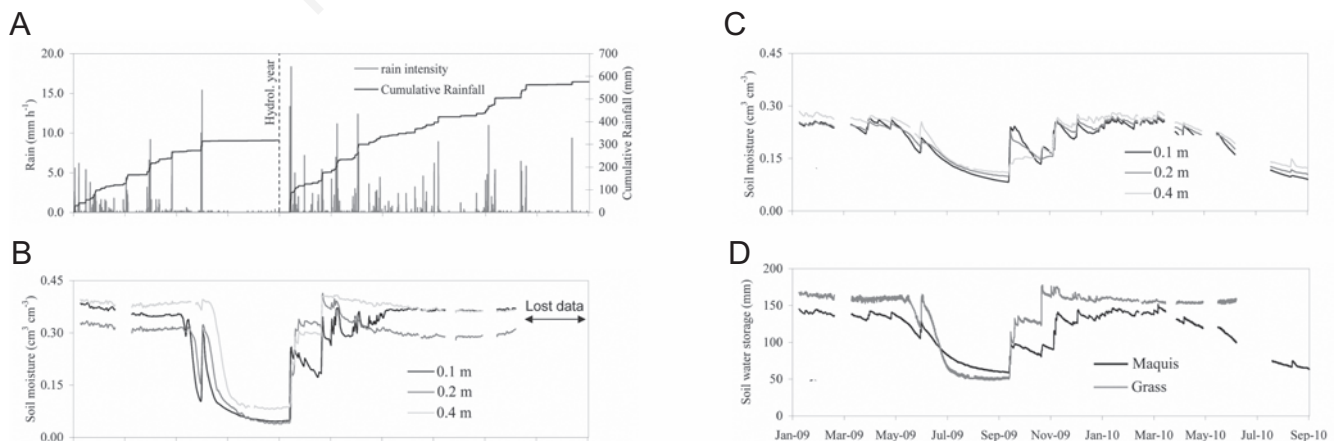 A
20.0
15.0
10.0
5.0
0.0
Rain (mm h⁻¹)
Hydrol. year
rain intensity
Cumulative Rainfall
700
600
500
400
300
200
100
0
Cumulative Rainfall (mm)
B
0.45
0.30
0.15
0.00
Soil moisture (cm³ cm⁻³)
Lost data
0.1 m
0.2 m
0.4 m
C
0.45
0.30
0.15
0.00
Soil moisture (cm³ cm⁻³)
0.1 m
0.2 m
0.4 m
D
200
150
100
50
0
Soil water storage (mm)
Maquis
Grass
Jan-09 Mar-09 May-09 Jul-09 Sep-09 Nov-09 Jan-10 Mar-10 May-10 Jul-10 Sep-10